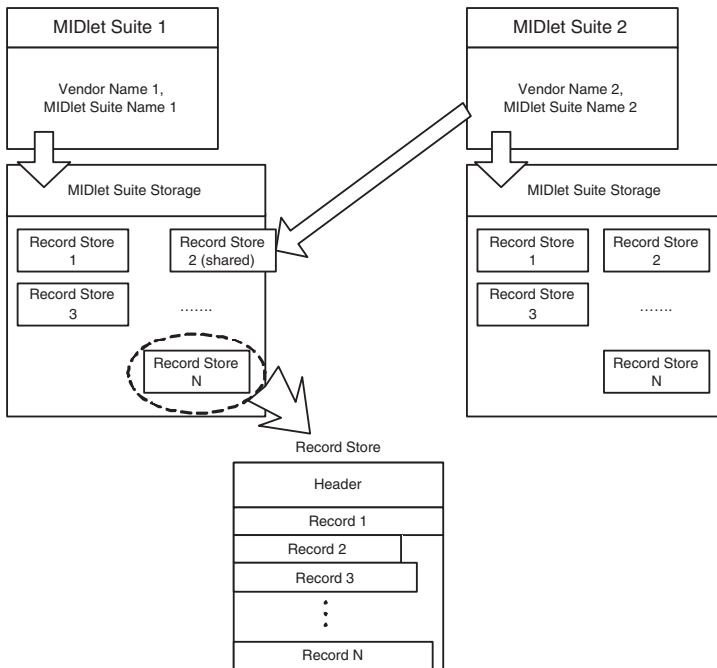 MIDlet Suite 1
Vendor Name 1,
MIDlet Suite Name 1
MIDlet Suite Storage
Record Store
1
Record Store
2 (shared)
Record Store
3
.......
Record Store
N
MIDlet Suite 2
Vendor Name 2,
MIDlet Suite Name 2
MIDlet Suite Storage
Record Store
1
Record Store
2
Record Store
3
.......
Record Store
N
Record Store
Header
Record 1
Record 2
Record 3
Record N